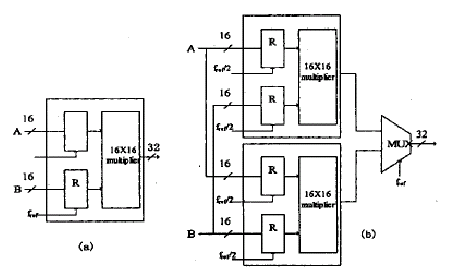 16
A
16
B
R
f_ref
16X16
multiplier
32
(a)
A
16
R
f_ref/2
16
R
f_ref/2
16X16
multiplier
16
R
f_ref/2
B
16
R
f_ref/2
16X16
multiplier
MUX
32
f_ref
(b)